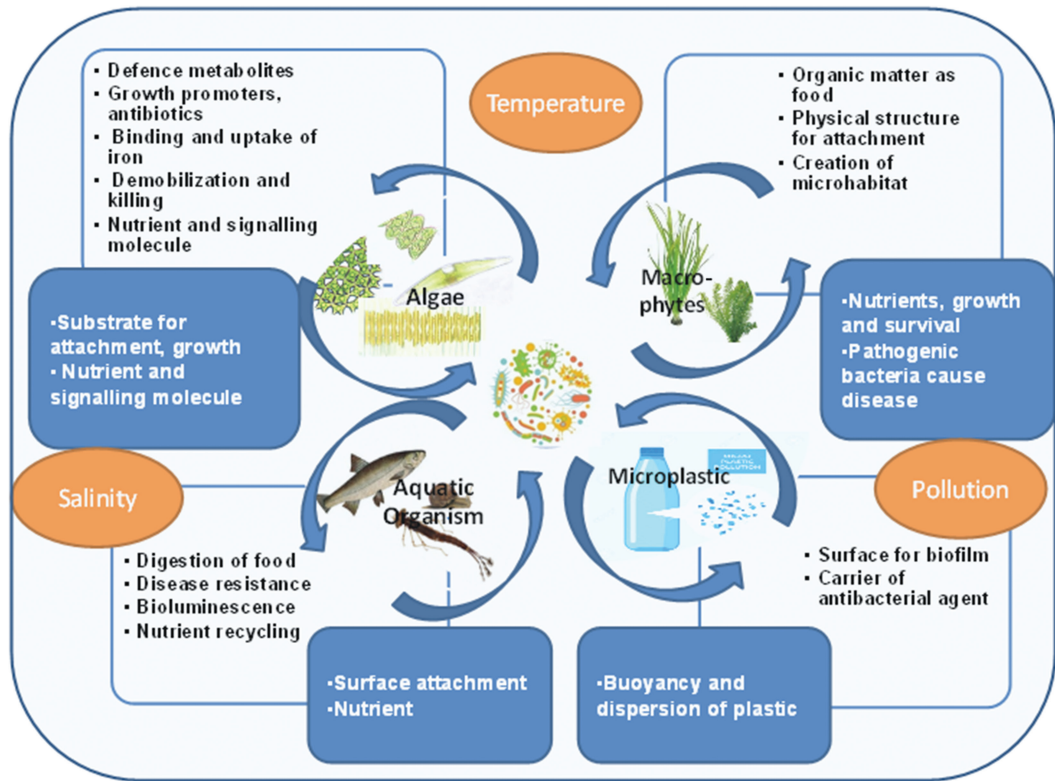 ▪ Defence metabolites
▪ Growth promoters,
antibiotics
▪ Binding and uptake of
iron
▪ Demobilization and
killing
▪ Nutrient and signalling
molecule
Temperature
▪ Organic matter as
food
▪ Physical structure
for attachment
▪ Creation of
microhabitat
Algae
Macro-
phytes
▪Substrate for
attachment, growth
▪ Nutrient and
signalling molecule
▪Nutrients, growth
and survival
▪Pathogenic
bacteria cause
disease
Salinity
Aquatic
Organism
Microplastic
Pollution
▪ Digestion of food
▪ Disease resistance
▪ Bioluminescence
▪ Nutrient recycling
▪ Surface for biofilm
▪ Carrier of
antibacterial agent
▪Surface attachment
▪Nutrient
▪Buoyancy and
dispersion of plastic